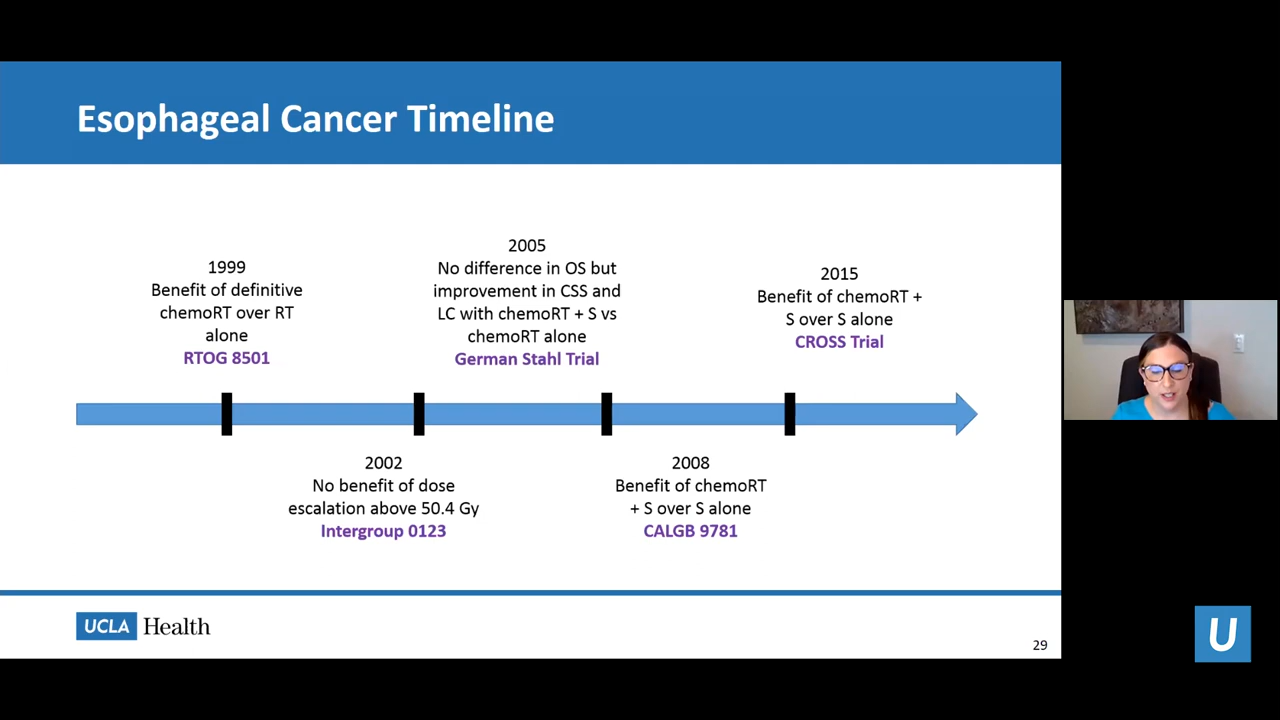 Esophageal Cancer Timeline
1999
Benefit of definitive
chemoRT over RT
alone
RTOG 8501
2002
No benefit of dose
escalation above 50.4 Gy
Intergroup 0123
2005
No difference in OS but
improvement in CSS and
LC with chemoRT + S vs
chemoRT alone
German Stahl Trial
2008
Benefit of chemoRT
+ S over S alone
CALGB 9781
2015
Benefit of chemoRT +
S over S alone
CROSS Trial
UCLA Health
29
U